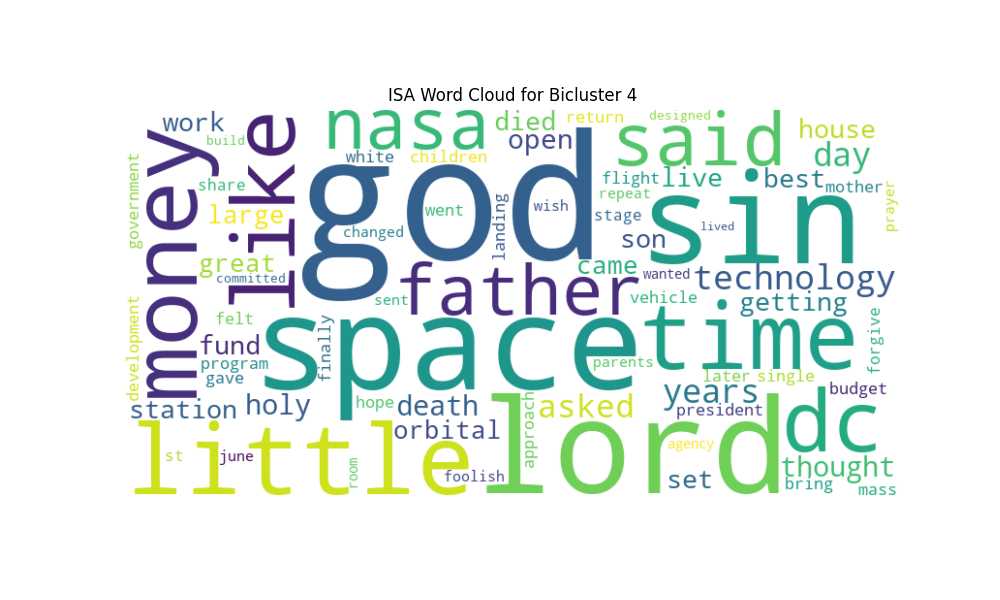 ISA Word Cloud for Bicluster 4
work
build
money
like
nasa
died
return
designed
open
said
house
day
government
share
large
white
children
god
went
changed
landing
wish
flight
live
best
mother
repeat
stage
sin
prayer
son
lived
great
committed
father
came
wanted
technology
sent
vehicle
getting
development
felt
fund
program
gave
finally
space
time
parents
forgive
later
single
years
budget
station
holy
hope
death
asked
president
dc
orbital
approach
little
lord
agency
thought
st
june
room
foolish
set
bring
mass